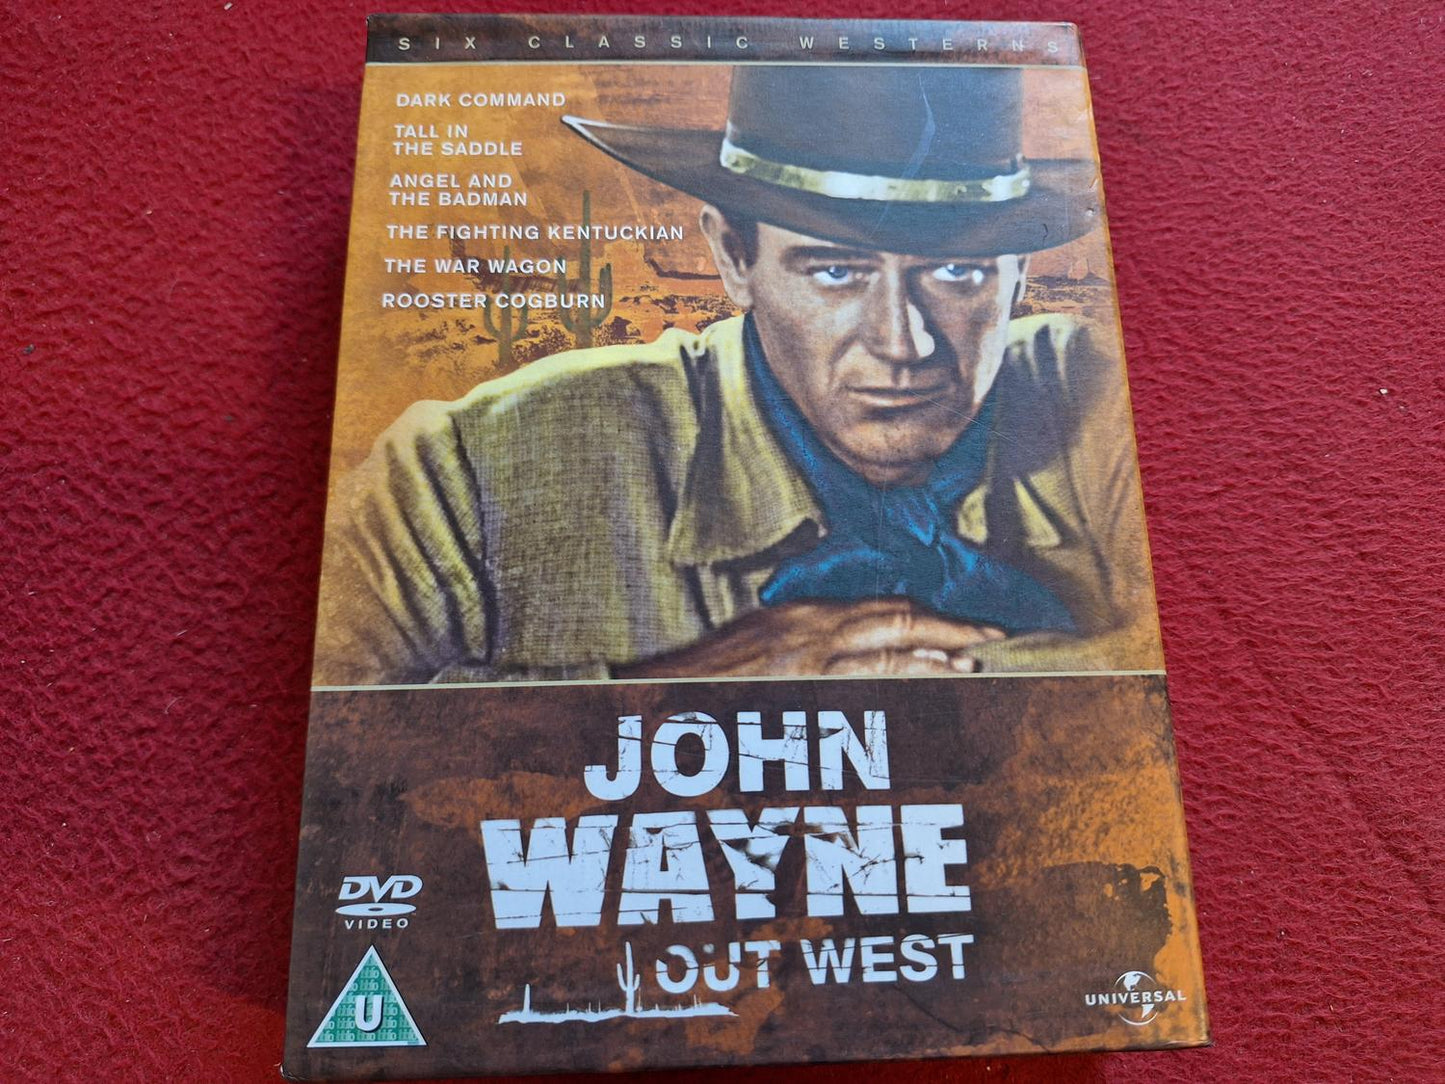 SIX CLASSIC WESTERNS
DARK COMMAND
TALL IN
THE SADDLE
ANGEL AND
THE BADMAN
THE FIGHTING KENTUCKIAN
THE WAR WAGON
ROOSTER COGBURN
JOHN
WAYNE
OUT WEST
DVD
VIDEO
U
UNIVERSAL